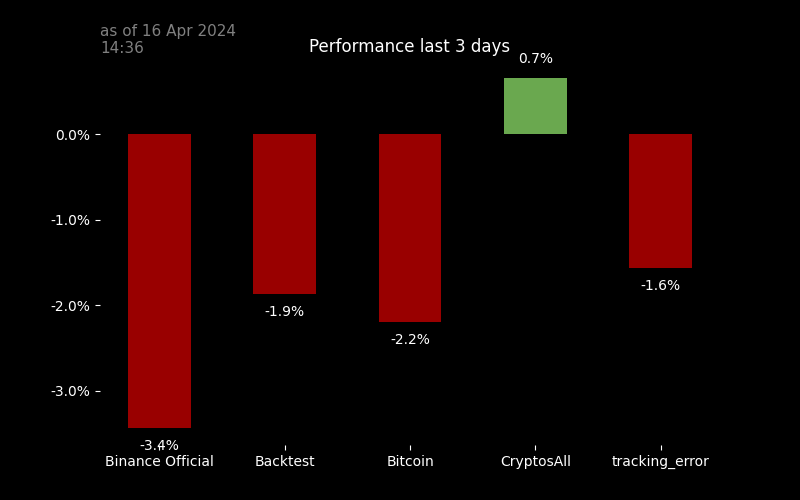 as of 16 Apr 2024
14:36
Performance last 3 days
0.7%
0.0%
-1.0%
-2.0%
-3.0%
-1.9%
-2.2%
-1.6%
-3.4%
Binance Official
Backtest
Bitcoin
CryptosAll
tracking_error